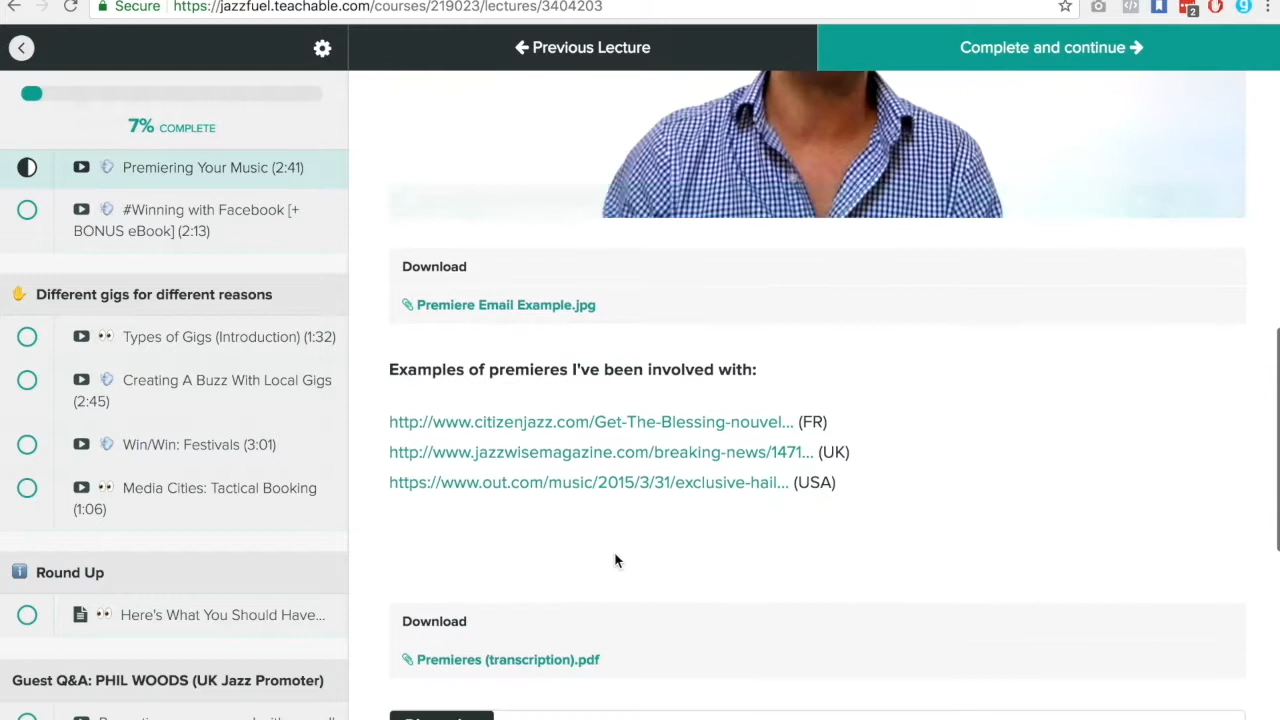 Secure https://jazzfuel.teachable.com/courses/219023/lectures/3404203
2
Previous Lecture
Complete and continue
7% COMPLETE
Premiering Your Music (2:41)
#Winning with Facebook [+
BONUS eBook] (2:13)
Different gigs for different reasons
Types of Gigs (Introduction) (1:32)
Creating A Buzz With Local Gigs
(2:45)
Win/Win: Festivals (3:01)
Media Cities: Tactical Booking
(1:06)
Round Up
Here's What You Should Have...
Guest Q&A: PHIL WOODS (UK Jazz Promoter)
Download
Premiere Email Example.jpg
Examples of premieres I've been involved with:
http://www.citizenjazz.com/Get-The-Blessing-nouvel... (FR)
http://www.jazzwisemagazine.com/breaking-news/1471... (UK)
https://www.out.com/music/2015/3/31/exclusive-hail... (USA)
Download
Premieres (transcription).pdf